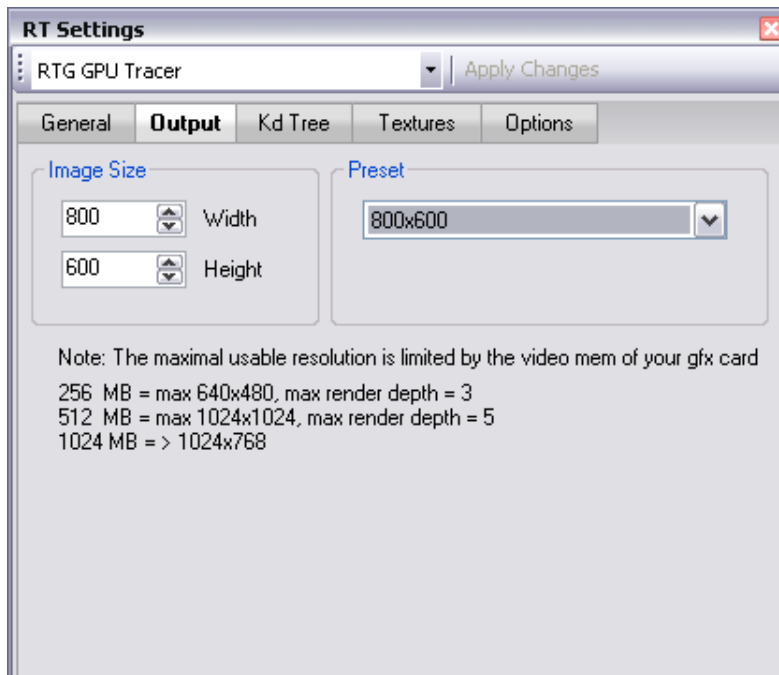 RT Settings
RTG GPU Tracer
Apply Changes
General Output Kd Tree Textures Options
Image Size
Preset
800 Width
800x600
600 Height
Note: The maximal usable resolution is limited by the video mem of your gfx card
256 MB = max 640x480, max render depth = 3
512 MB = max 1024x1024, max render depth = 5
1024 MB = > 1024x768